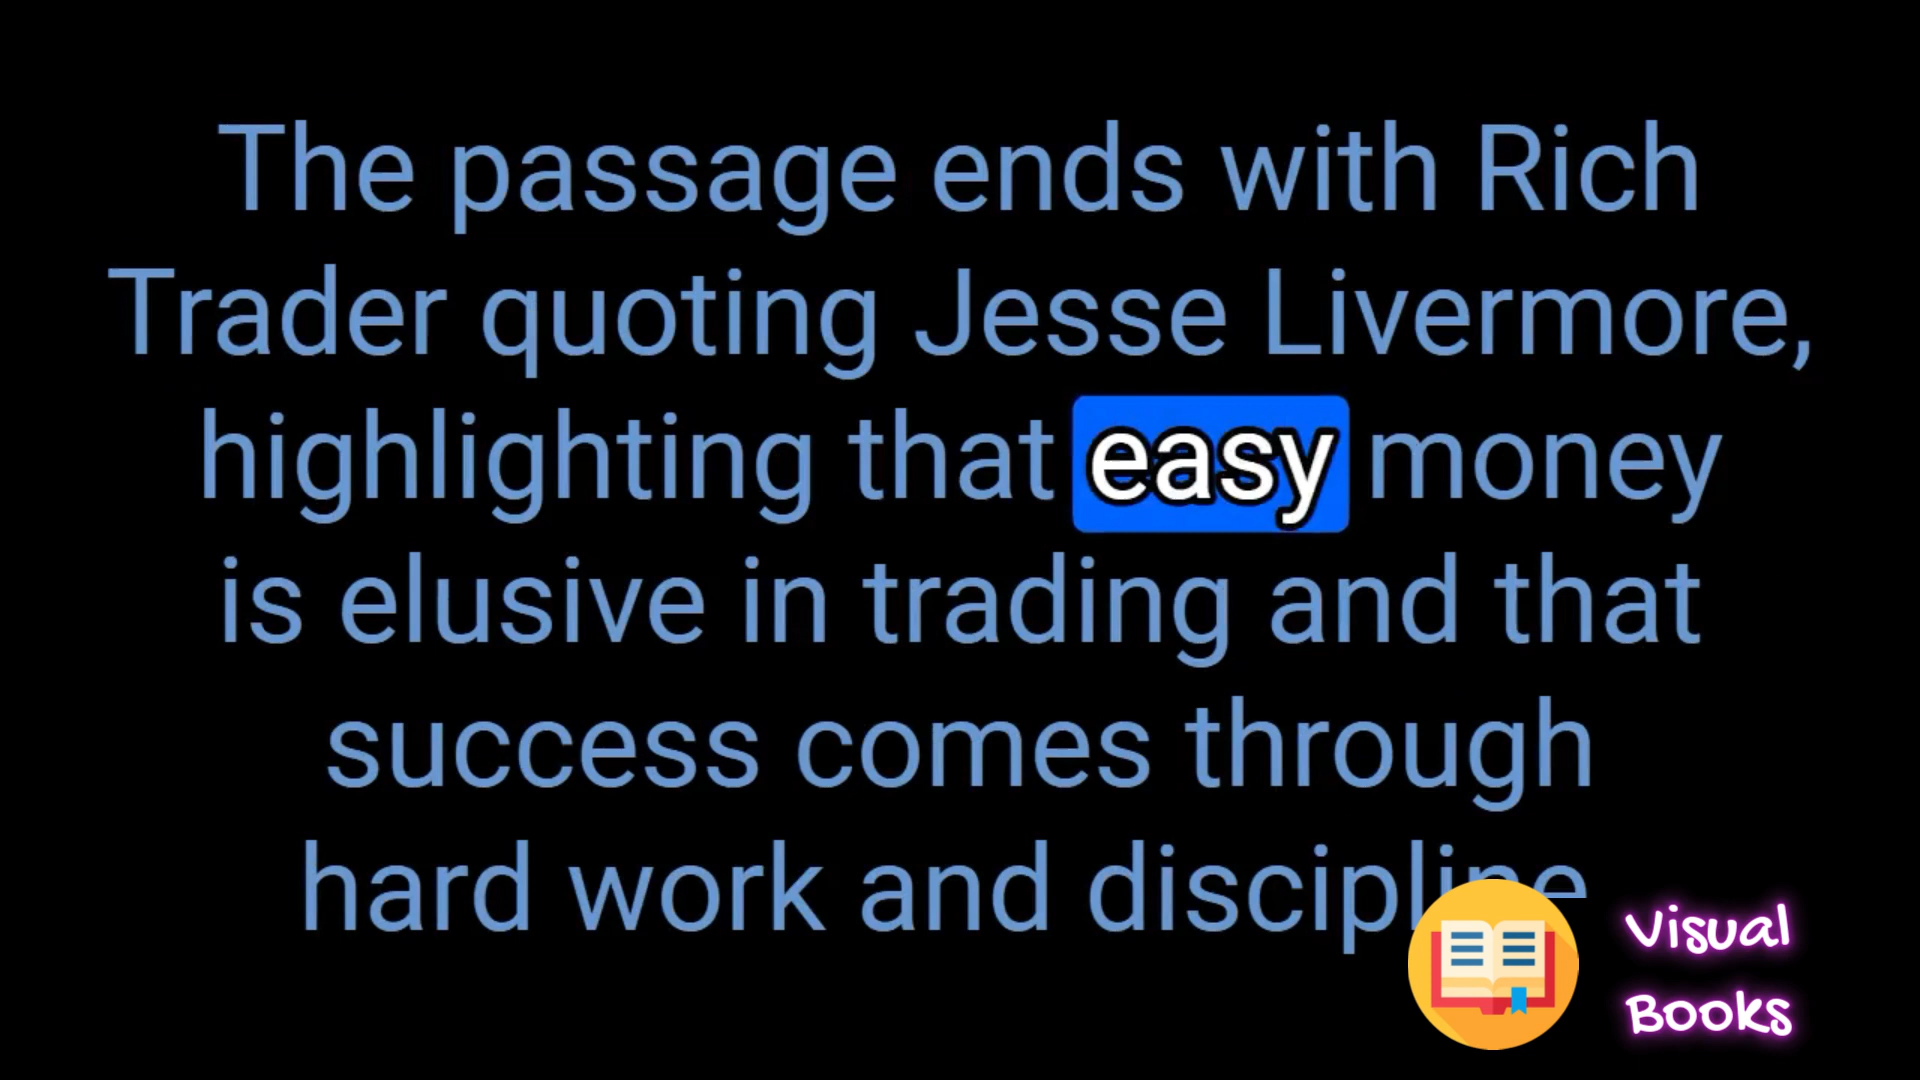 The passage ends with Rich
Trader quoting Jesse Livermore,
highlighting that easy money
is elusive in trading and that
success comes through
hard work and discipline
Visual
Books